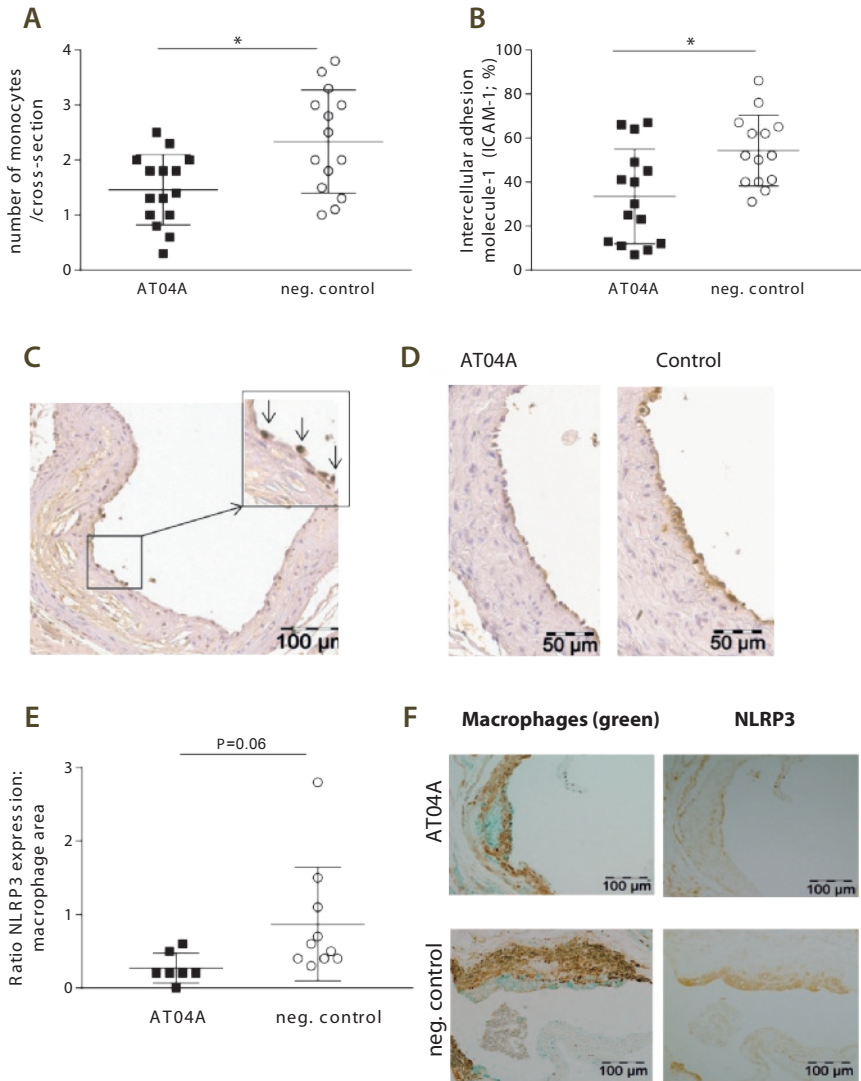 A
*
4
3
2
1
0
number of monocytes
/cross-section
AT04A
neg. control
B
*
100
80
60
40
20
0
Intercellular adhesion
molecule-1 (ICAM-1; %)
AT04A
neg. control
C
100 µm
D
AT04A
Control
50 µm
50 µm
E
P=0.06
3
2
1
0
Ratio NLRP3 expression:
macrophage area
AT04A
neg. control
F
Macrophages (green)
NLRP3
AT04A
100 µm
100 µm
neg. control
100 µm
100 µm